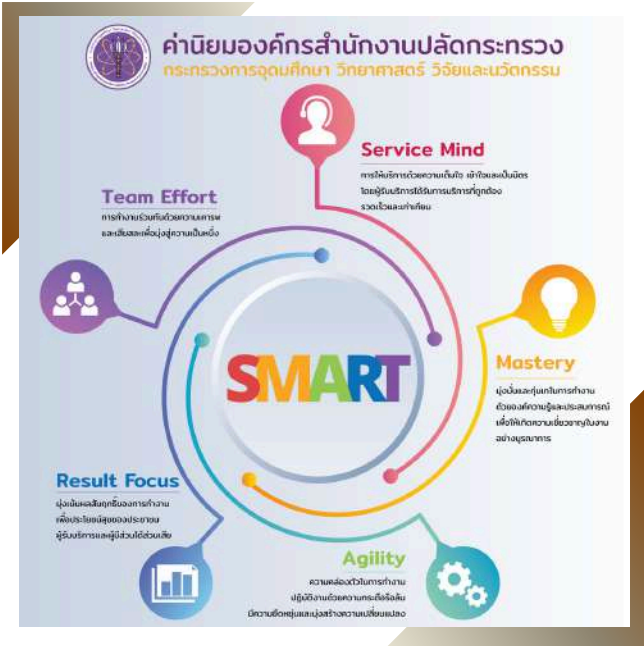 ค่านิยมองค์กรสำนักงานปลัดกระทรวง
กระทรวงการอุดมศึกษา วิทยาศาสตร์ วิจัยและนวัตกรรม
Service Mind
การให้บริการด้วยความเต็มใจ เข้าใจและเป็นมิตร
โดยผู้รับบริการได้รับการบริการที่ถูกต้อง
รวดเร็วและเท่าเทียม
Team Effort
การทำงานร่วมกันด้วยความเคารพ
และเสียสละเพื่อมุ่งสู่ความเป็นหนึ่ง
SMART
Mastery
มุ่งมั่นและทุ่มเทในการทำงาน
ด้วยองค์ความรู้และประสบการณ์
เพื่อให้เกิดความเชี่ยวชาญในงาน
อย่างบูรณาการ
Result Focus
มุ่งเน้นผลสัมฤทธิ์ของการทำงาน
เพื่อประโยชน์สุขของประชาชน
ผู้รับบริการและผู้มีส่วนได้ส่วนเสีย
Agility
ความคล่องตัวในการทำงาน
ปฏิบัติงานด้วยความกระตือรือล้น
มีความยืดหยุ่นและมุ่งสร้างความเปลี่ยนแปลง